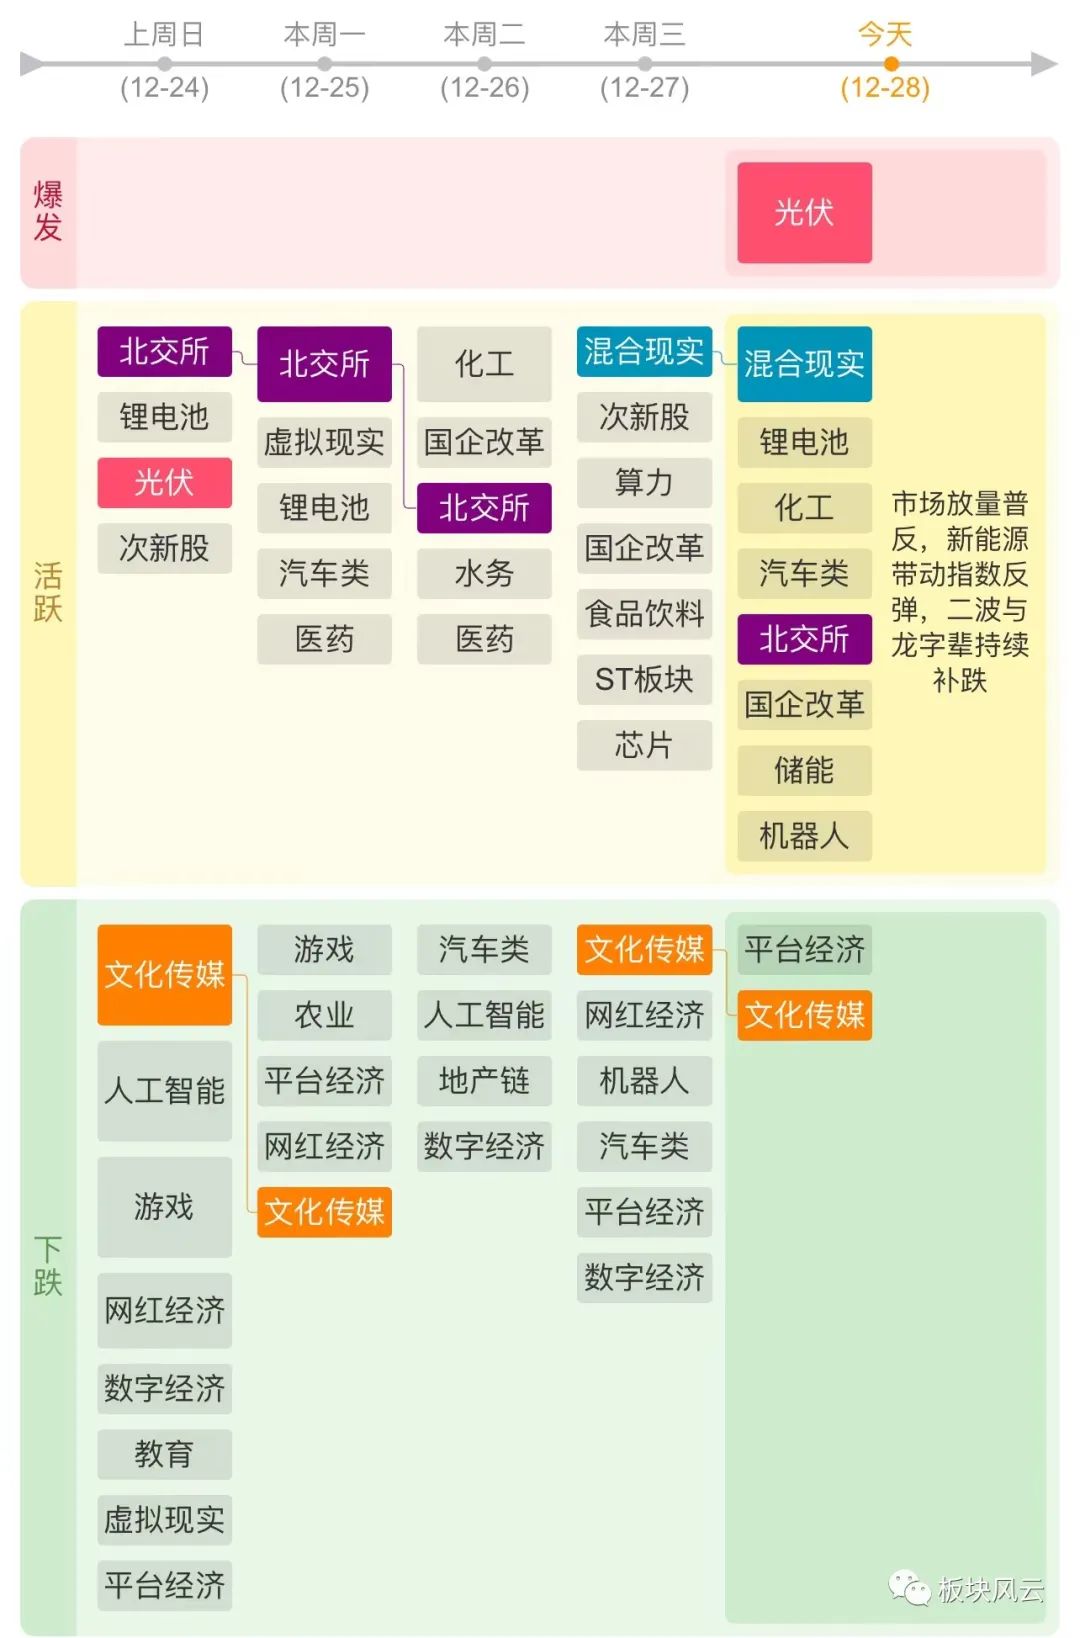 上周日
本周一
本周二
本周三
今天
(12-24)
(12-25)
(12-26)
(12-27)
(12-28)
爆发
光伏
活跃
北交所
锂电池
光伏
次新股
北交所
虚拟现实
锂电池
汽车类
医药
化工
国企改革
北交所
水务
医药
混合现实
次新股
算力
国企改革
食品饮料
ST板块
芯片
混合现实
锂电池
化工
汽车类
北交所
国企改革
储能
机器人
市场放量普
反，新能源
带动指数反
弹，二波与
龙字辈持续
补跌
下跌
文化传媒
人工智能
游戏
网红经济
数字经济
教育
虚拟现实
平台经济
游戏
农业
平台经济
网红经济
文化传媒
汽车类
人工智能
地产链
数字经济
文化传媒
网红经济
机器人
汽车类
平台经济
数字经济
平台经济
文化传媒
板块风云